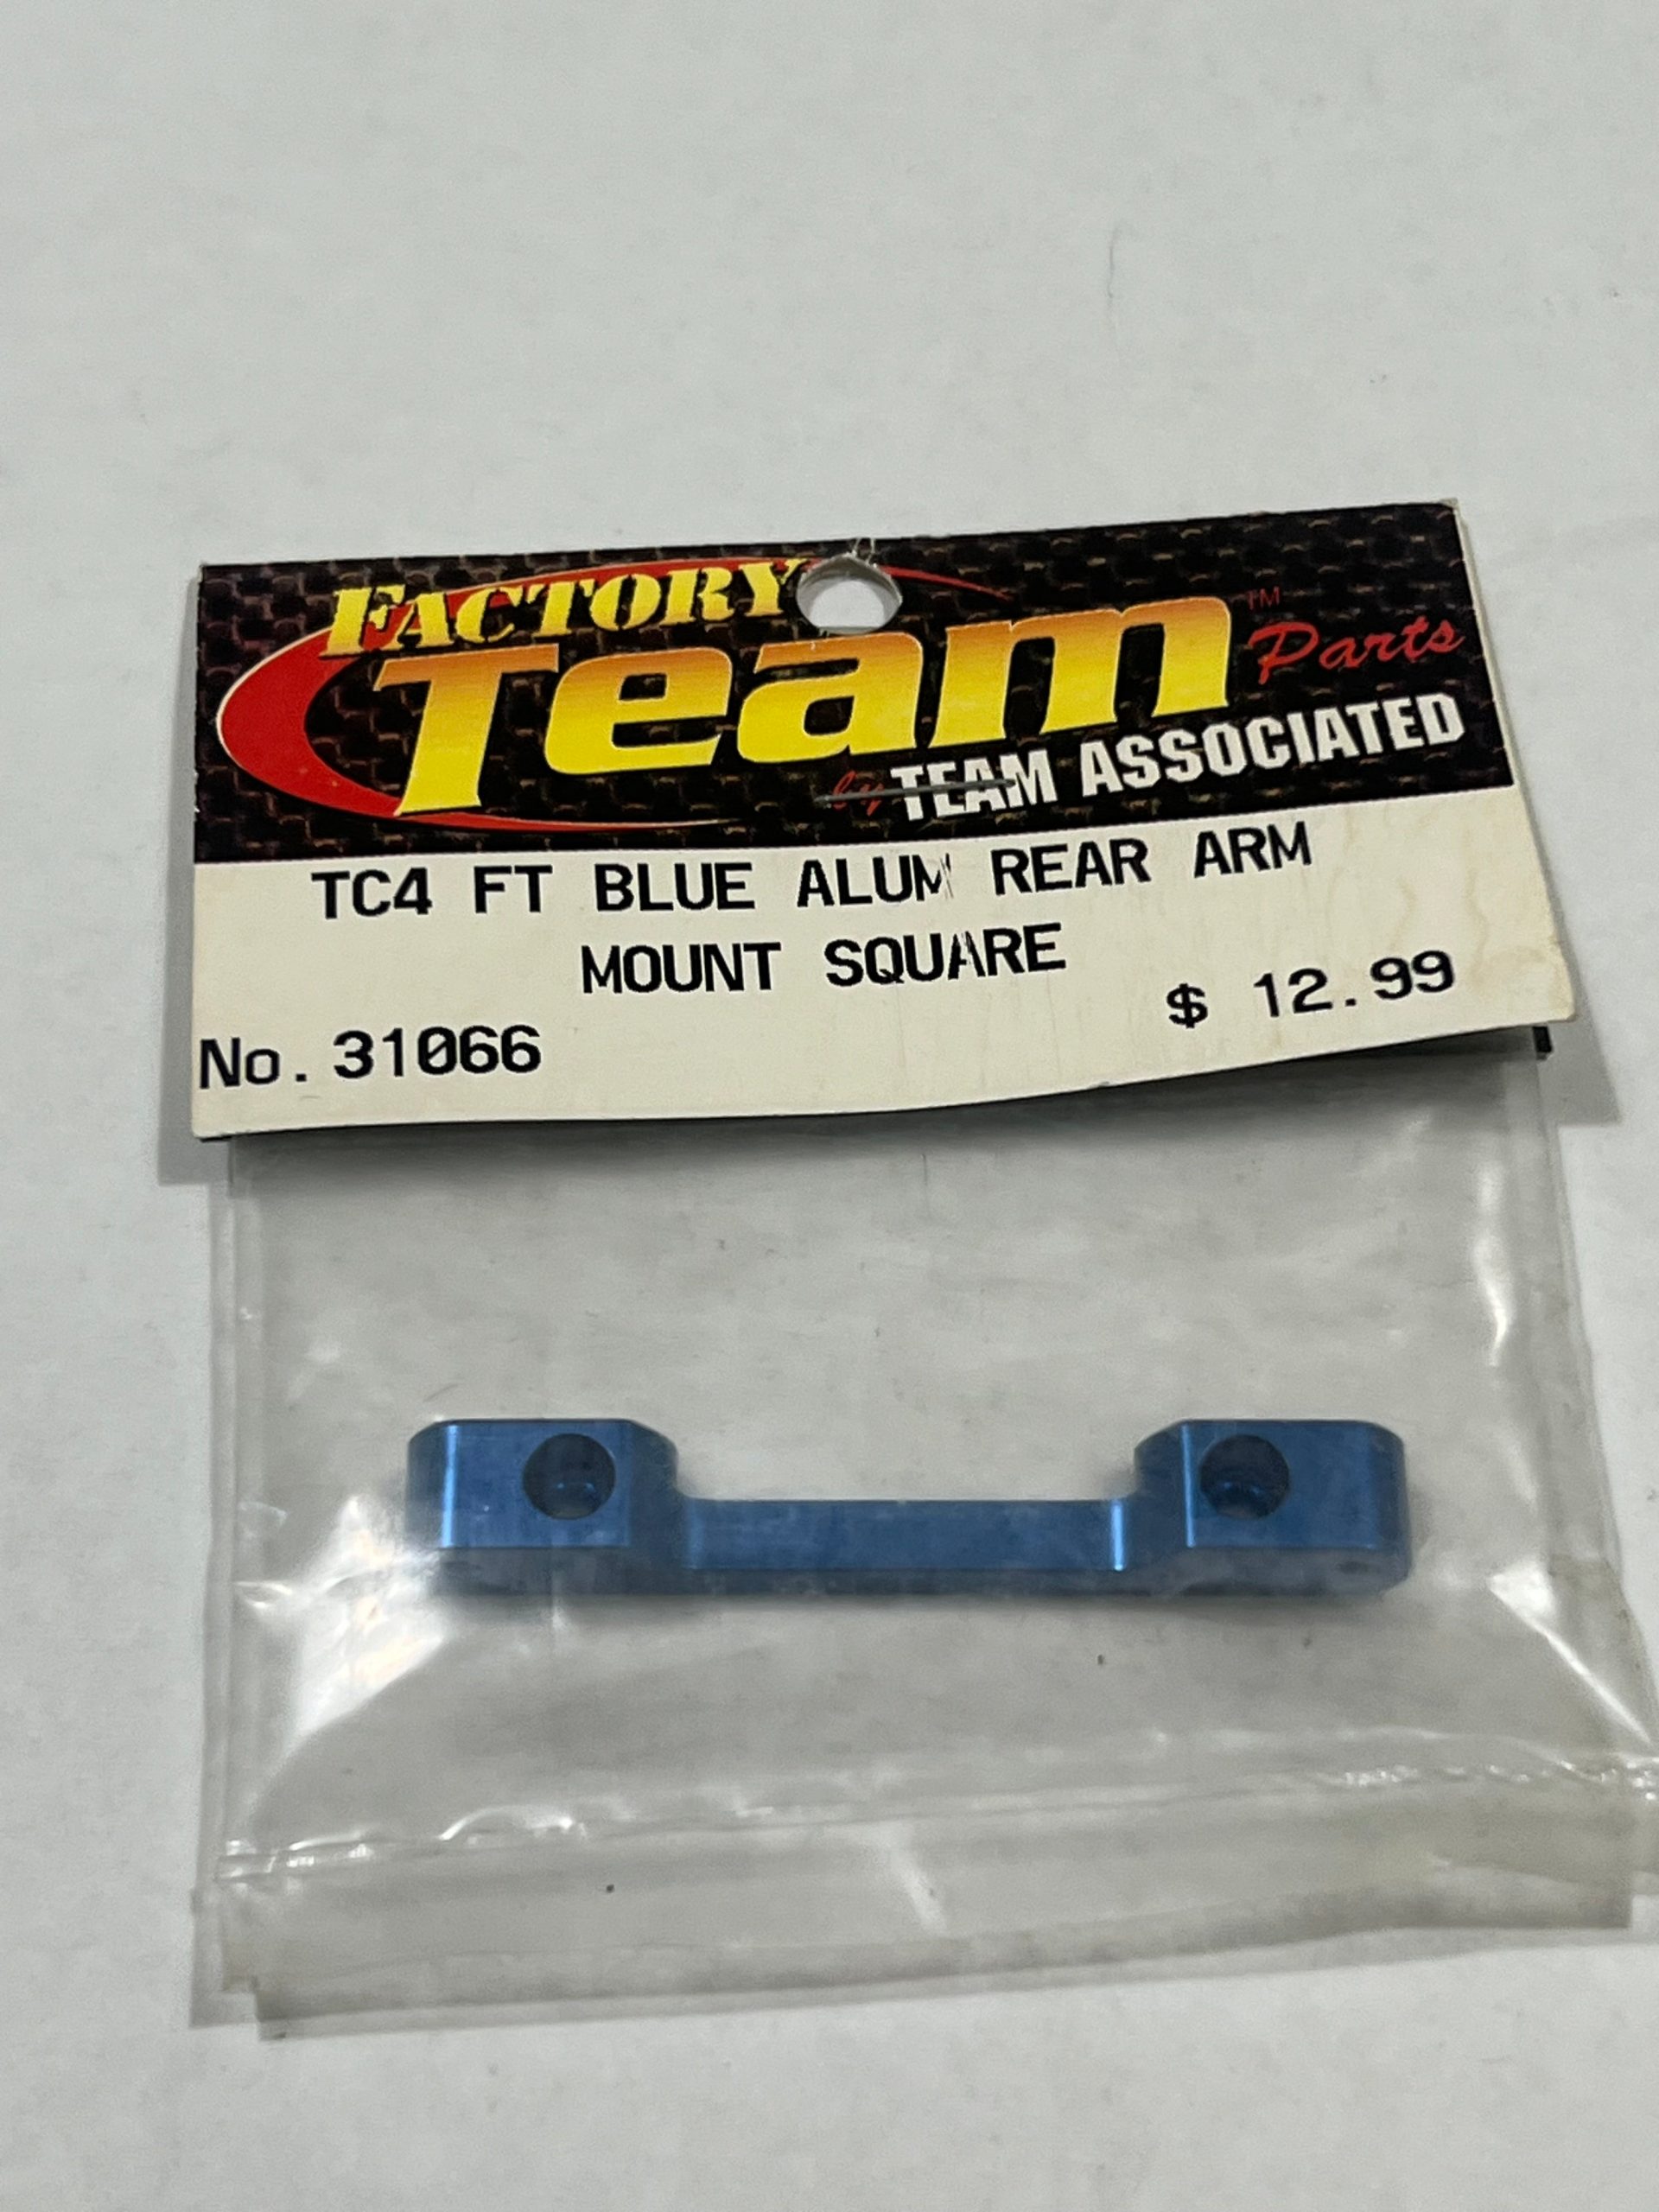 FACTORY
Team™ Parts
by TEAM ASSOCIATED
TC4 FT BLUE ALUM REAR ARM
MOUNT SQUARE
$ 12.99
No. 31066